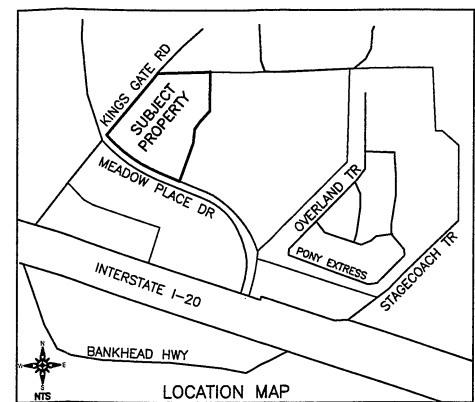 KINGS GATE RD
SUBJECT
PROPERTY
MEADOW PLACE DR
OVERLAND TR
PONY EXTRESS
STAGECOACH TR
INTERSTATE I-20
BANKHEAD HWY
N
W
E
S
NTS
LOCATION MAP